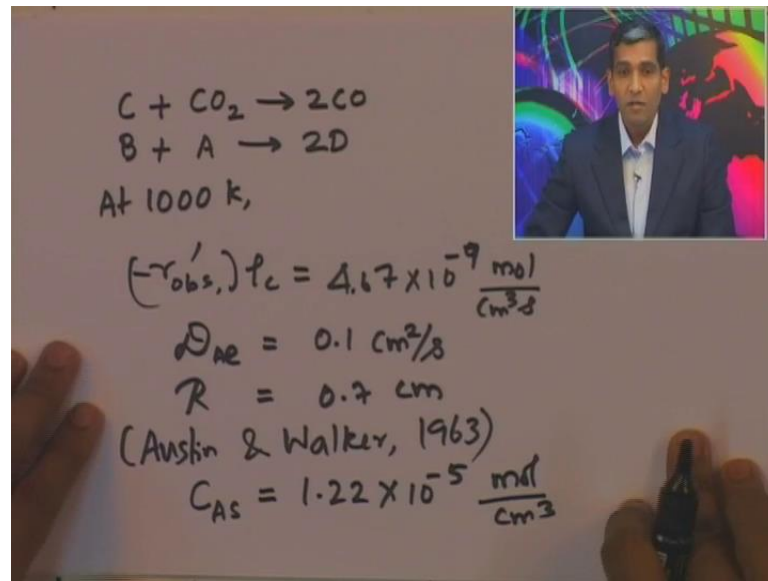 C + CO₂ → 2CO
B + A → 2D
At 1000 K,
(-r'obs.) ρc = 4.67 × 10⁻⁹ mol/cm³s
𝒟Ae = 0.1 cm²/s
R = 0.7 cm
(Austin & Walker, 1963)
CAS = 1.22 × 10⁻⁵ mol/cm³